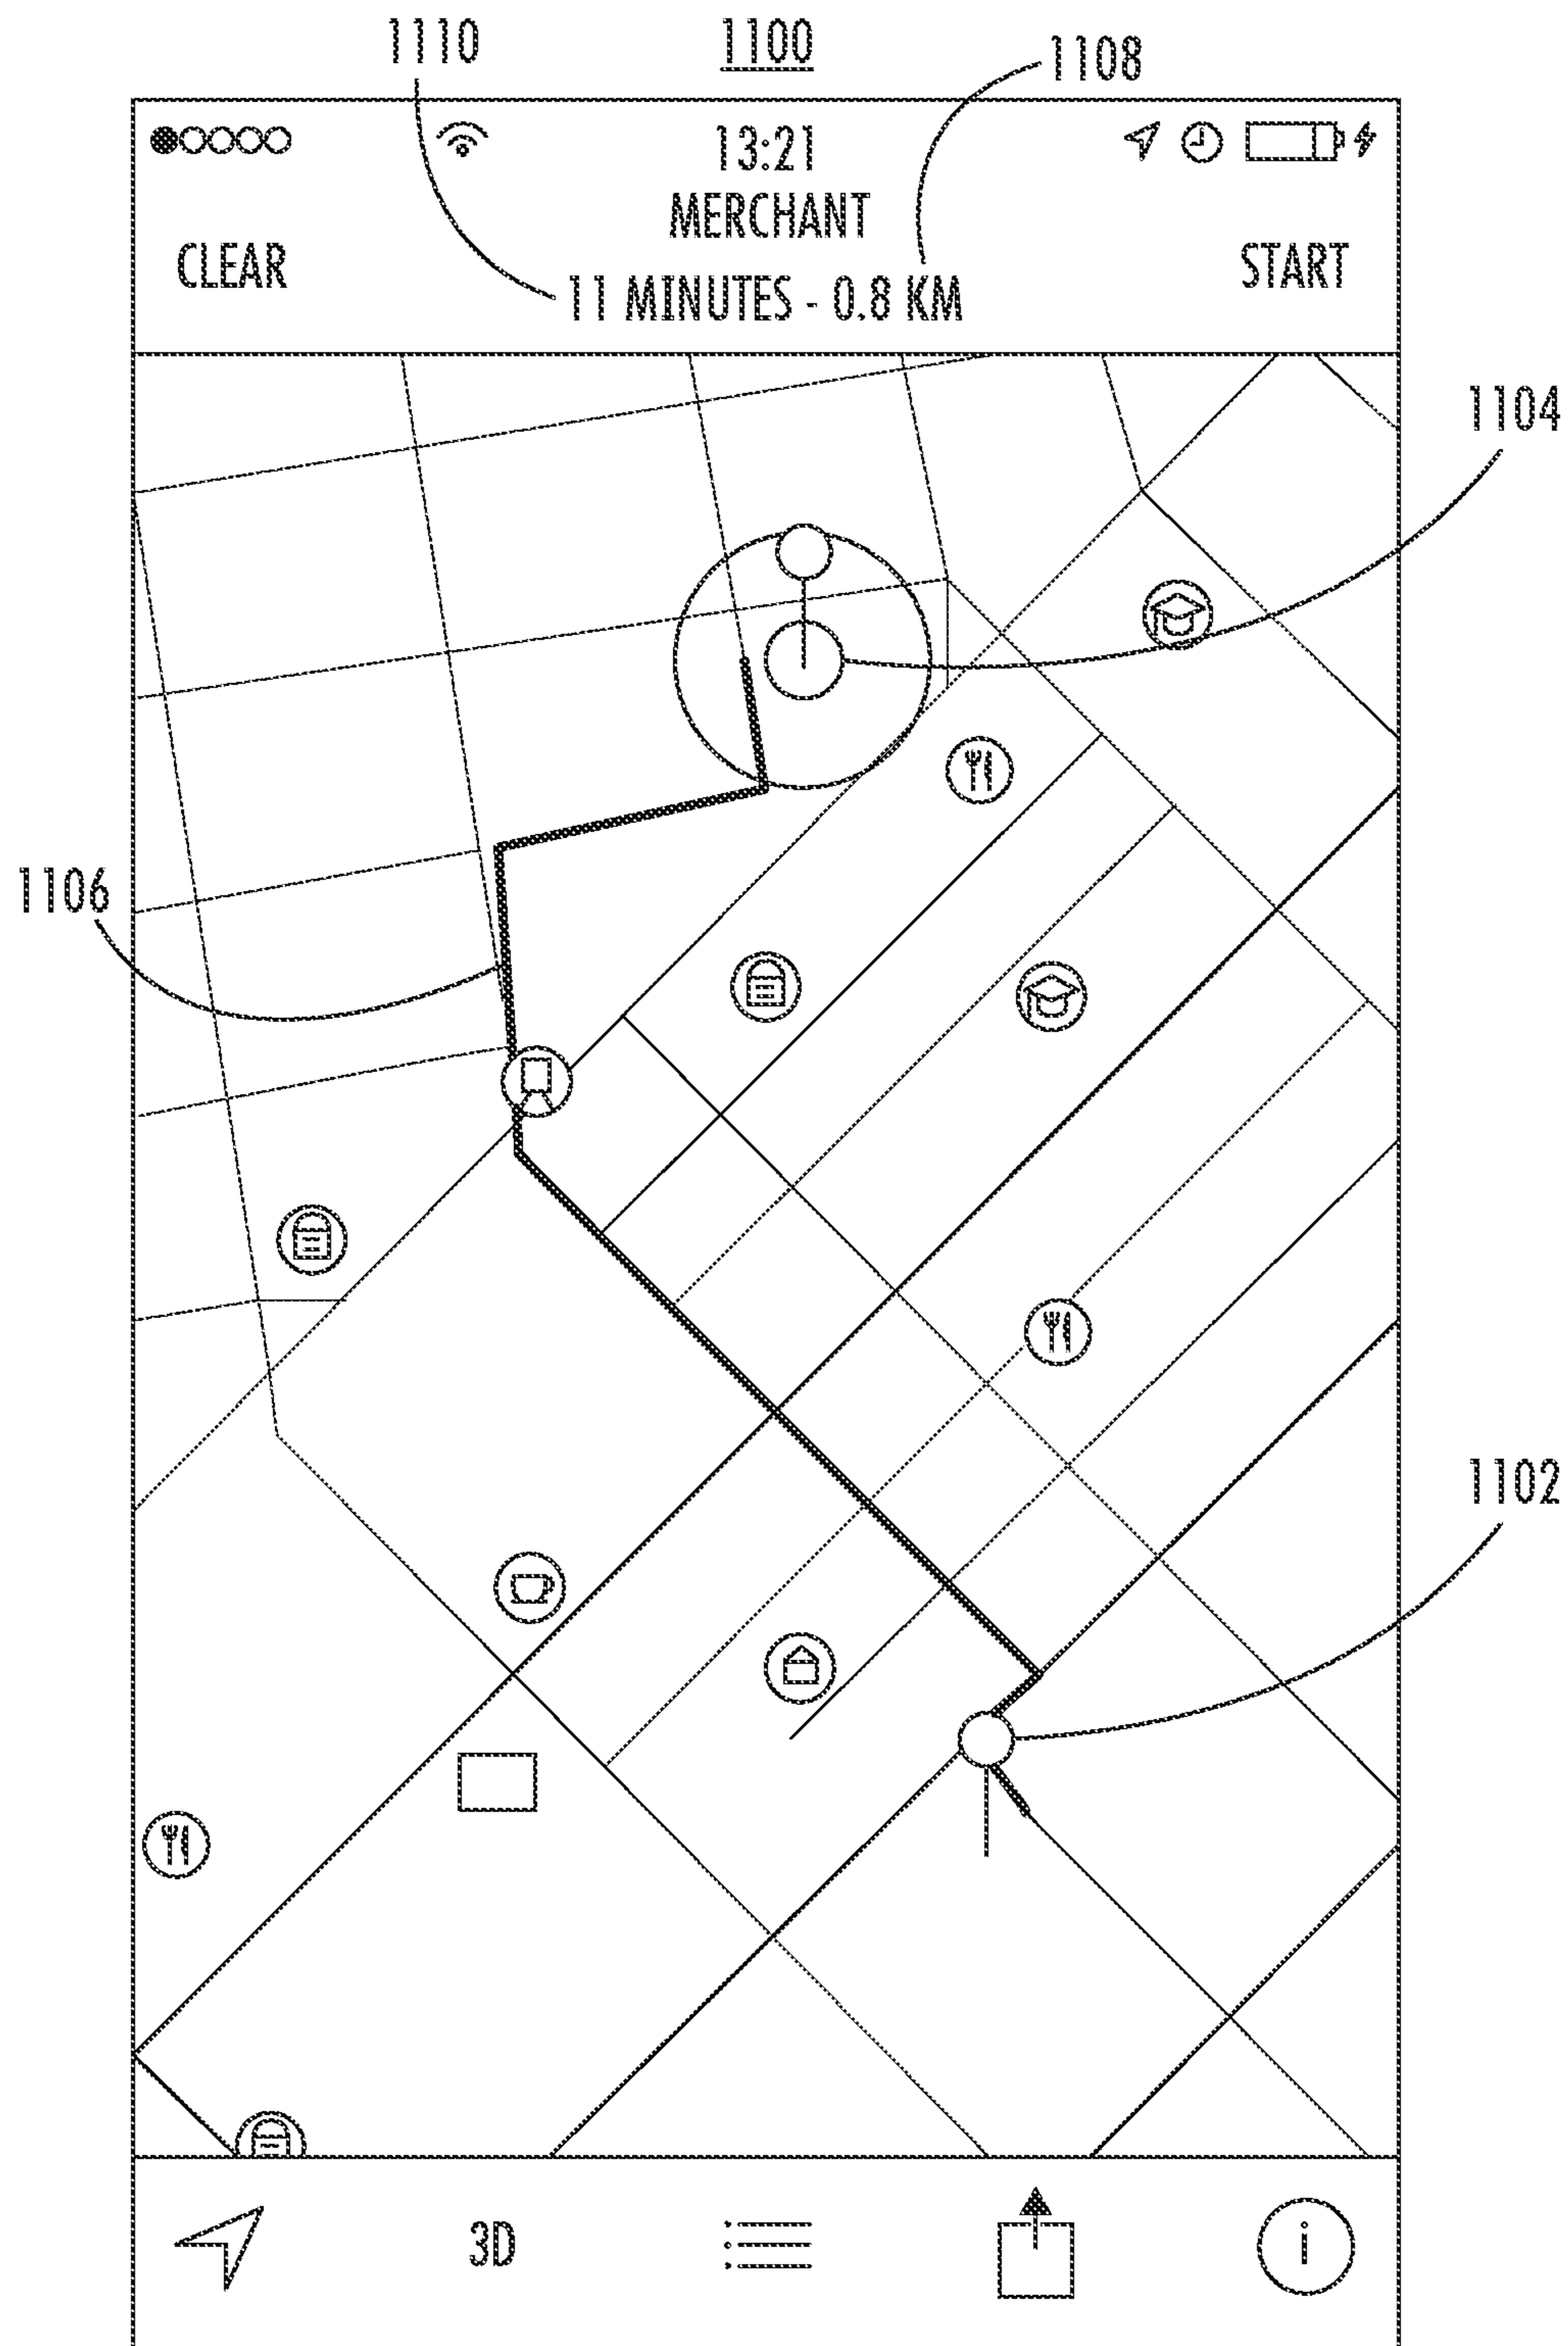 1110 1100 1108
13:21
MERCHANT
CLEAR START
11 MINUTES - 0.8 KM
1104
1106
1102
3D
i